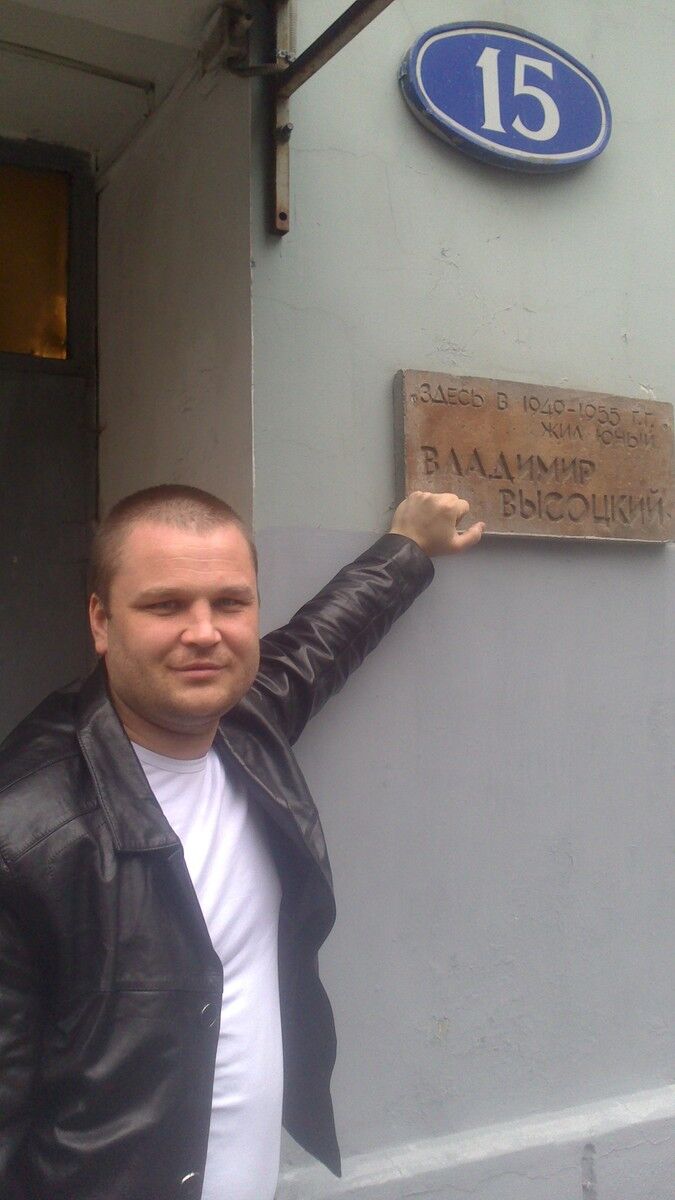 15
ЗДЕСЬ В 1949-1955 Г.Г.
ЖИЛ ЮНЫЙ
ВЛАДИМИР
ВЫСОЦКИЙ